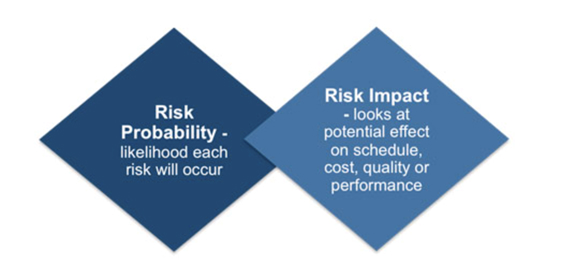 Risk
Probability -
likelihood each
risk will occur
Risk Impact
- looks at
potential effect
on schedule,
cost, quality or
performance